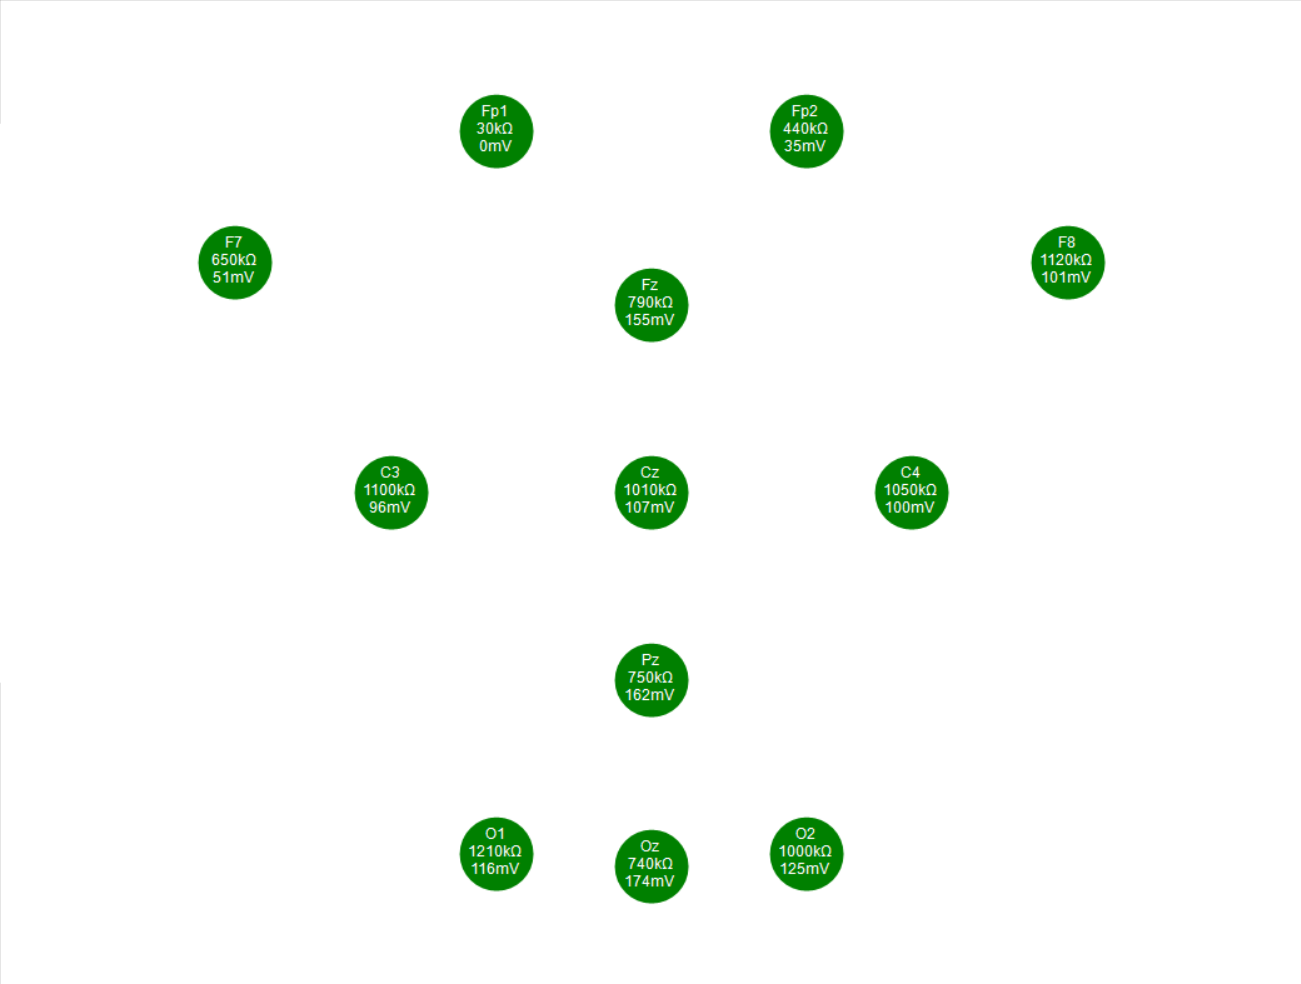 Fp1
30kΩ
0mV
Fp2
440kΩ
35mV
F7
650kΩ
51mV
F8
1120kΩ
101mV
Fz
790kΩ
155mV
C3
1100kΩ
96mV
Cz
1010kΩ
107mV
C4
1050kΩ
100mV
Pz
750kΩ
162mV
O1
1210kΩ
116mV
Oz
740kΩ
174mV
O2
1000kΩ
125mV